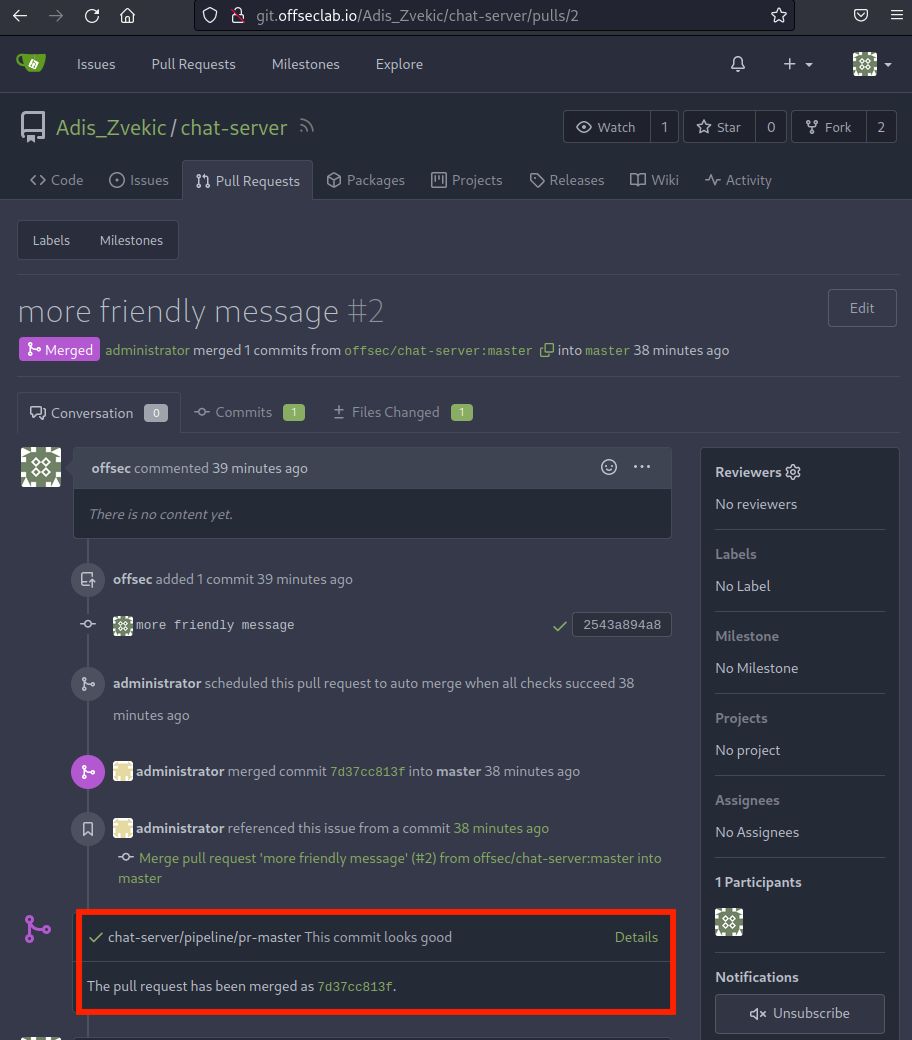 git.offseclab.io/Adis_Zvekic/chat-server/pulls/2
Issues Pull Requests Milestones Explore
Adis_Zvekic / chat-server
Watch 1 Star 0 Fork 2
Code Issues Pull Requests Packages Projects Releases Wiki Activity
Labels Milestones
more friendly message #2
Edit
Merged administrator merged 1 commits from offsec/chat-server:master into master 38 minutes ago
Conversation 0 Commits 1 Files Changed 1
offsec commented 39 minutes ago
There is no content yet.
offsec added 1 commit 39 minutes ago
more friendly message 2543a894a8
administrator scheduled this pull request to auto merge when all checks succeed 38
minutes ago
administrator merged commit 7d37cc813f into master 38 minutes ago
administrator referenced this issue from a commit 38 minutes ago
Merge pull request 'more friendly message' (#2) from offsec/chat-server:master into
master
chat-server/pipeline/pr-master This commit looks good Details
The pull request has been merged as 7d37cc813f.
Reviewers
No reviewers
Labels
No Label
Milestone
No Milestone
Projects
No project
Assignees
No Assignees
1 Participants
Notifications
Unsubscribe